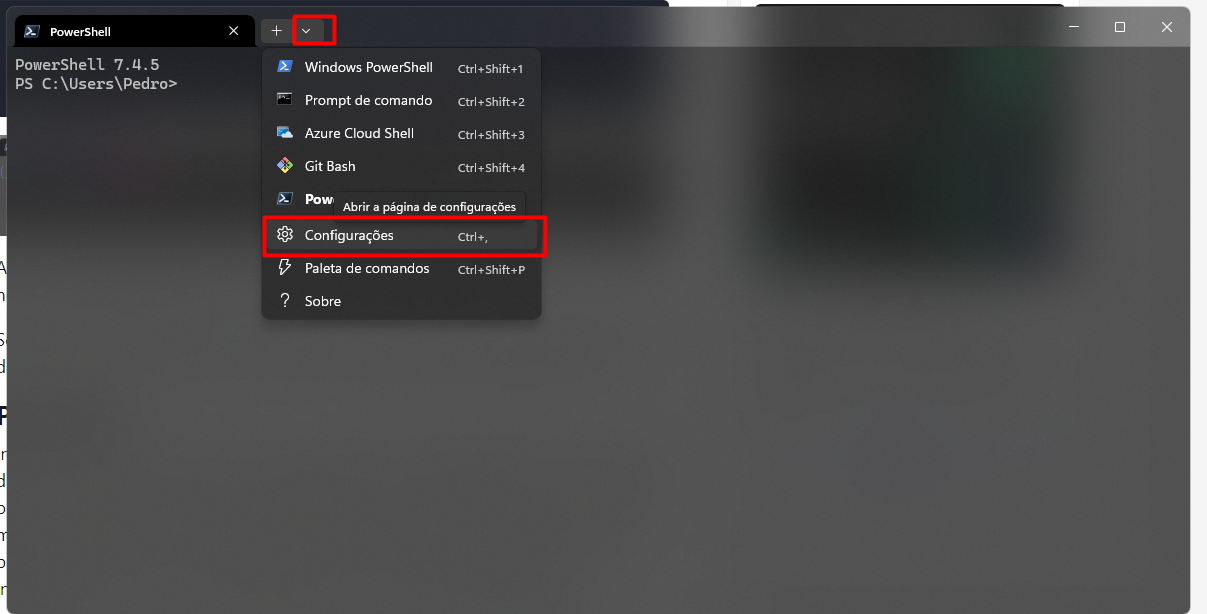 PowerShell
PowerShell 7.4.5
PS C:\Users\Pedro>
Windows PowerShell Ctrl+Shift+1
Prompt de comando Ctrl+Shift+2
Azure Cloud Shell Ctrl+Shift+3
Git Bash Ctrl+Shift+4
Pow
Abrir a página de configurações
Configurações Ctrl+,
Paleta de comandos Ctrl+Shift+P
? Sobre